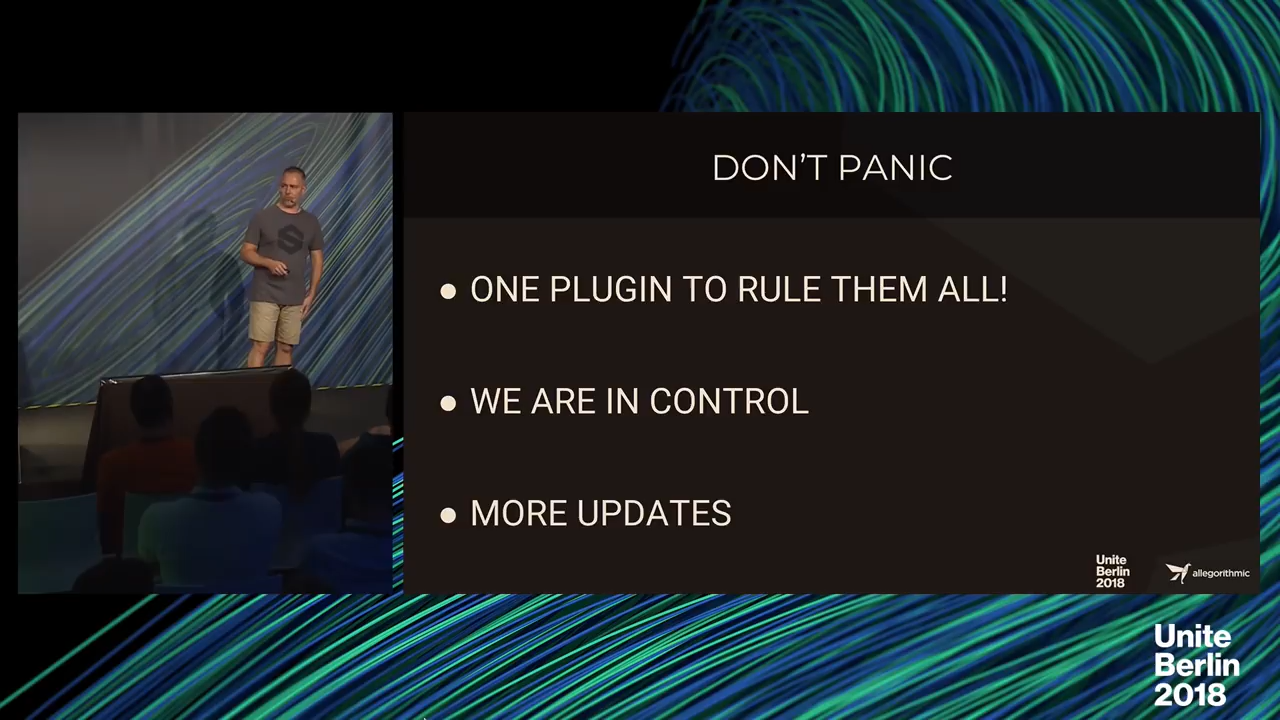 DON'T PANIC
● ONE PLUGIN TO RULE THEM ALL!
● WE ARE IN CONTROL
● MORE UPDATES
Unite
Berlin
2018
allegorithmic
Unite
Berlin
2018